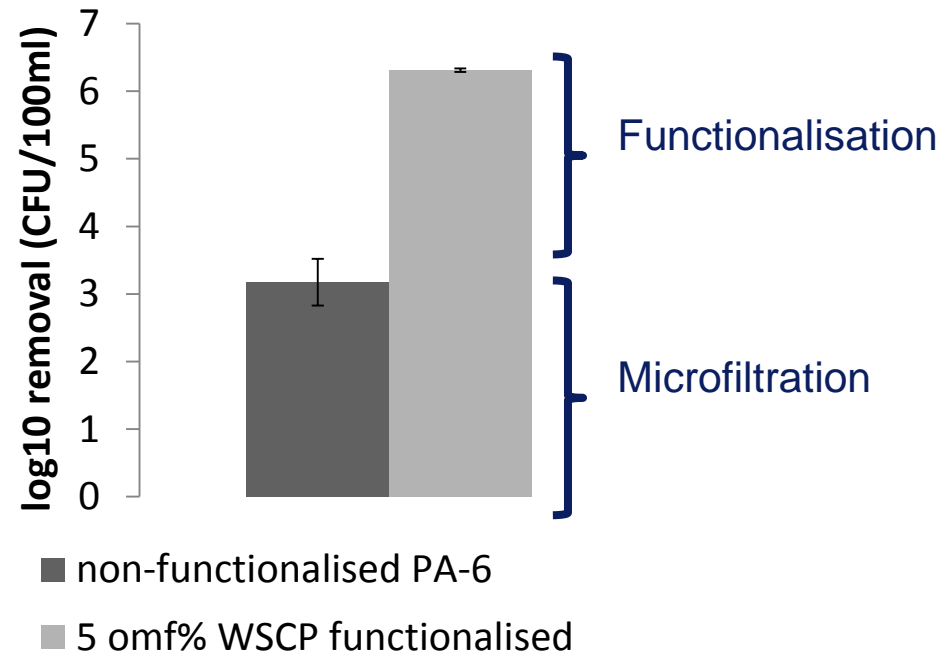 log10 removal (CFU/100ml)
7
6
5
4
3
2
1
0
Functionalisation
Microfiltration
non-functionalised PA-6
5 omf% WSCP functionalised